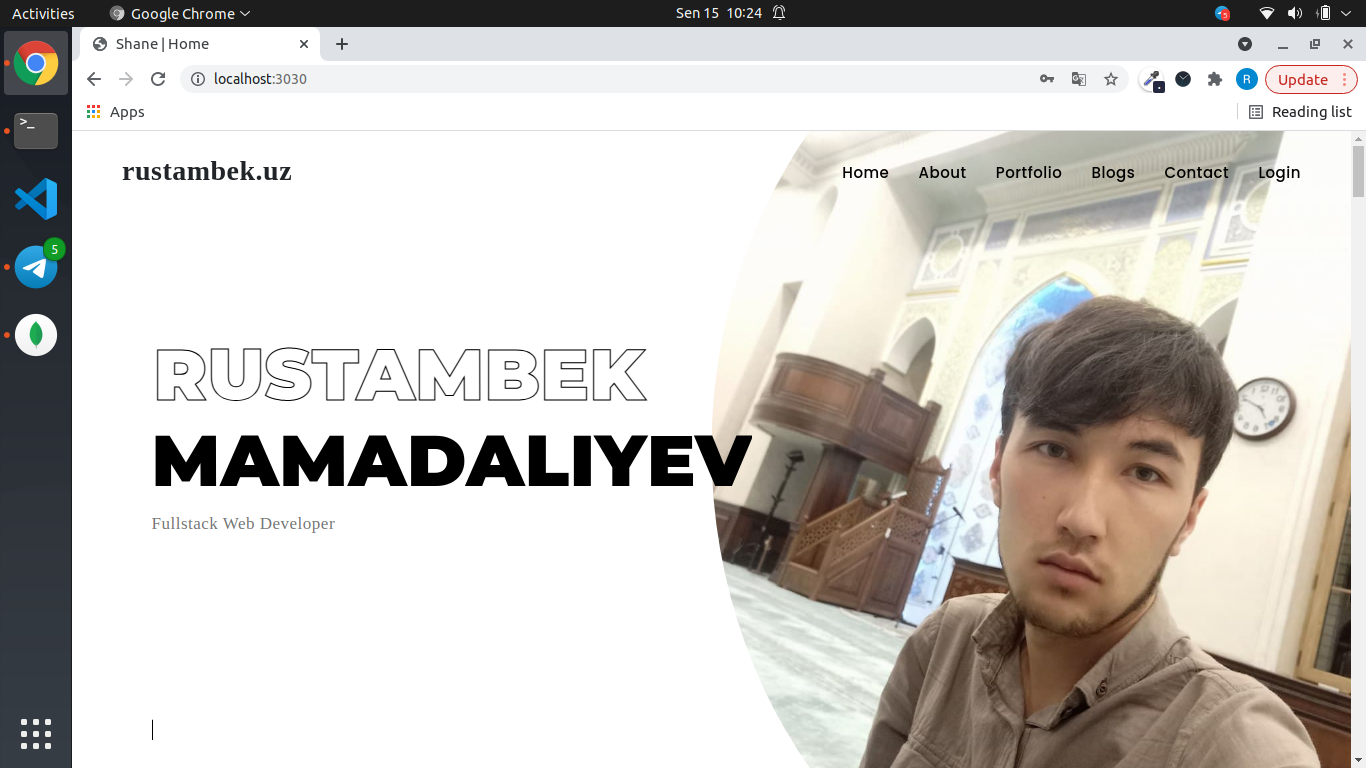 Activities Google Chrome Sen 15 10:24
5
Shane | Home
localhost:3030 R Update
Apps Reading list
>_
rustambek.uz Home About Portfolio Blogs Contact Login
5
RUSTAMBEK
MAMADALIYEV
Fullstack Web Developer